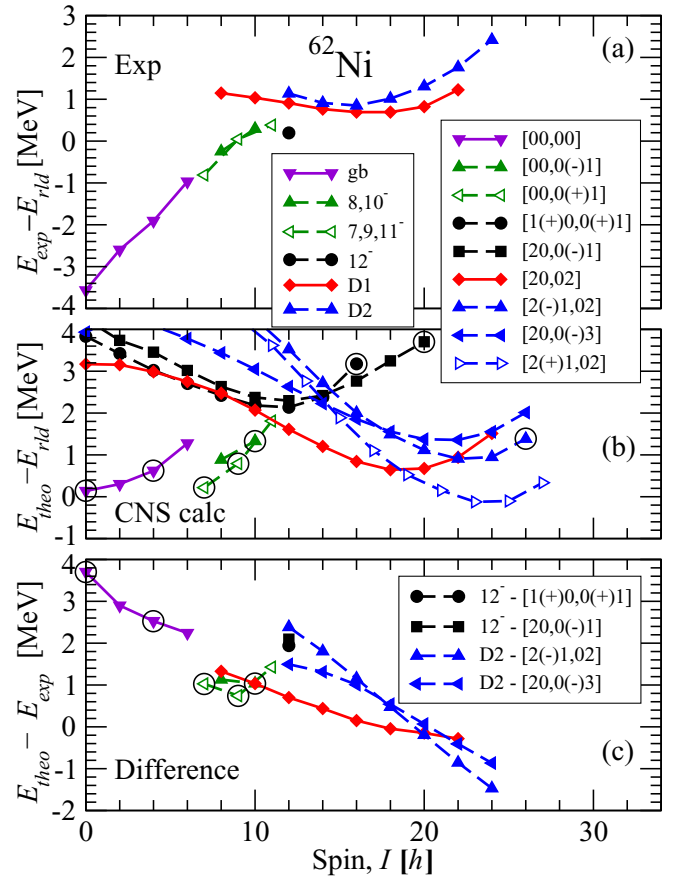 62Ni
(a)
Exp
E_exp−E_rld [MeV]
3
2
1
0
-1
-2
-3
-4
gb
8,10⁻
7,9,11⁻
12⁻
D1
D2
[00,00]
[00,0(-)1]
[00,0(+)1]
[1(+)0,0(+)1]
[20,0(-)1]
[20,02]
[2(-)1,02]
[20,0(-)3]
[2(+)1,02]
(b)
CNS calc
E_theo−E_rld [MeV]
4
3
2
1
0
-1
(c)
Difference
E_theo − E_exp [MeV]
4
3
2
1
0
-1
-2
12⁻ - [1(+)0,0(+)1]
12⁻ - [20,0(-)1]
D2 - [2(-)1,02]
D2 - [20,0(-)3]
0 10 20 30
Spin, I [h]